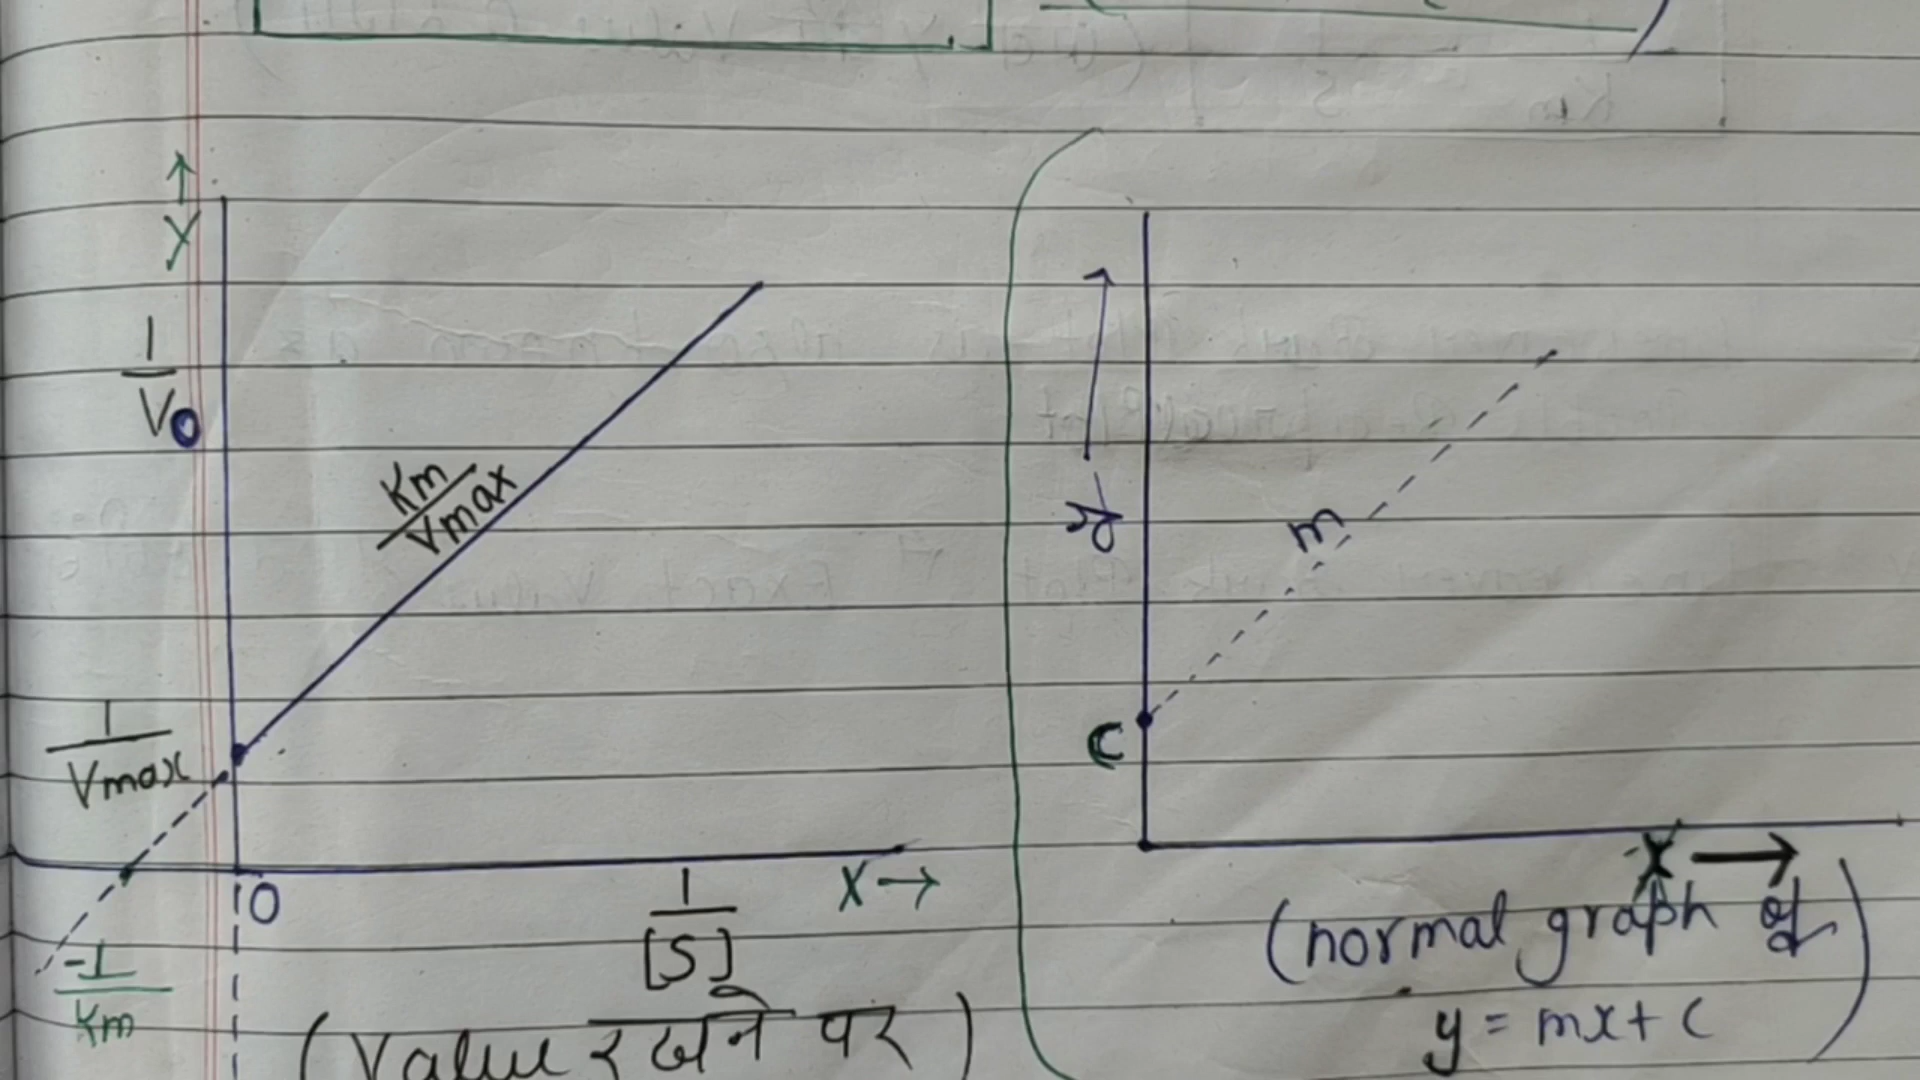 ↑
Y
1
V0
Km
Vmax
1
Vmax
0
1
[S]
X→
-1
Km
(Value रखने पर)
y
m
C
X→
(normal graph of
y = mx+c)